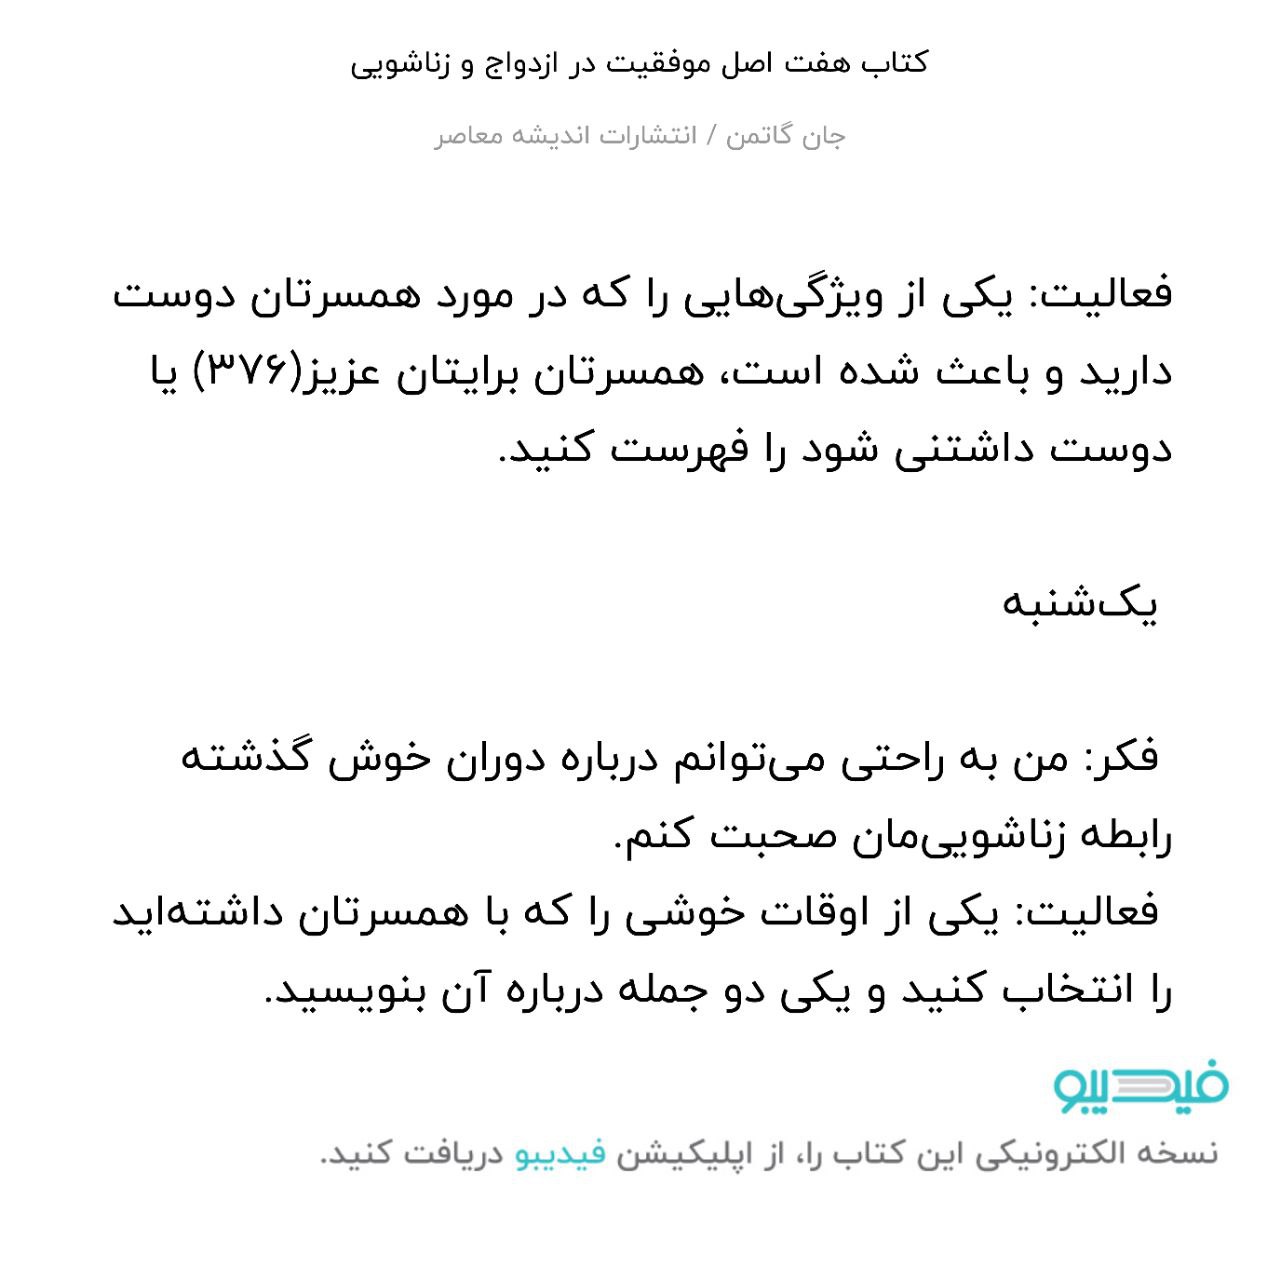 کتاب هفت اصل موفقیت در ازدواج و زناشویی
جان گاتمن / انتشارات اندیشه معاصر
فعالیت: یکی از ویژگی‌هایی را که در مورد همسرتان دوست
دارید و باعث شده است، همسرتان برایتان عزیز(۳۷۶) یا
دوست داشتنی شود را فهرست کنید.
یک‌شنبه
فکر: من به راحتی می‌توانم درباره دوران خوش گذشته
رابطه زناشویی‌مان صحبت کنم.
فعالیت: یکی از اوقات خوشی را که با همسرتان داشته‌اید
را انتخاب کنید و یکی دو جمله درباره آن بنویسید.
فیدیبو
نسخه الکترونیکی این کتاب را، از اپلیکیشن فیدیبو دریافت کنید.